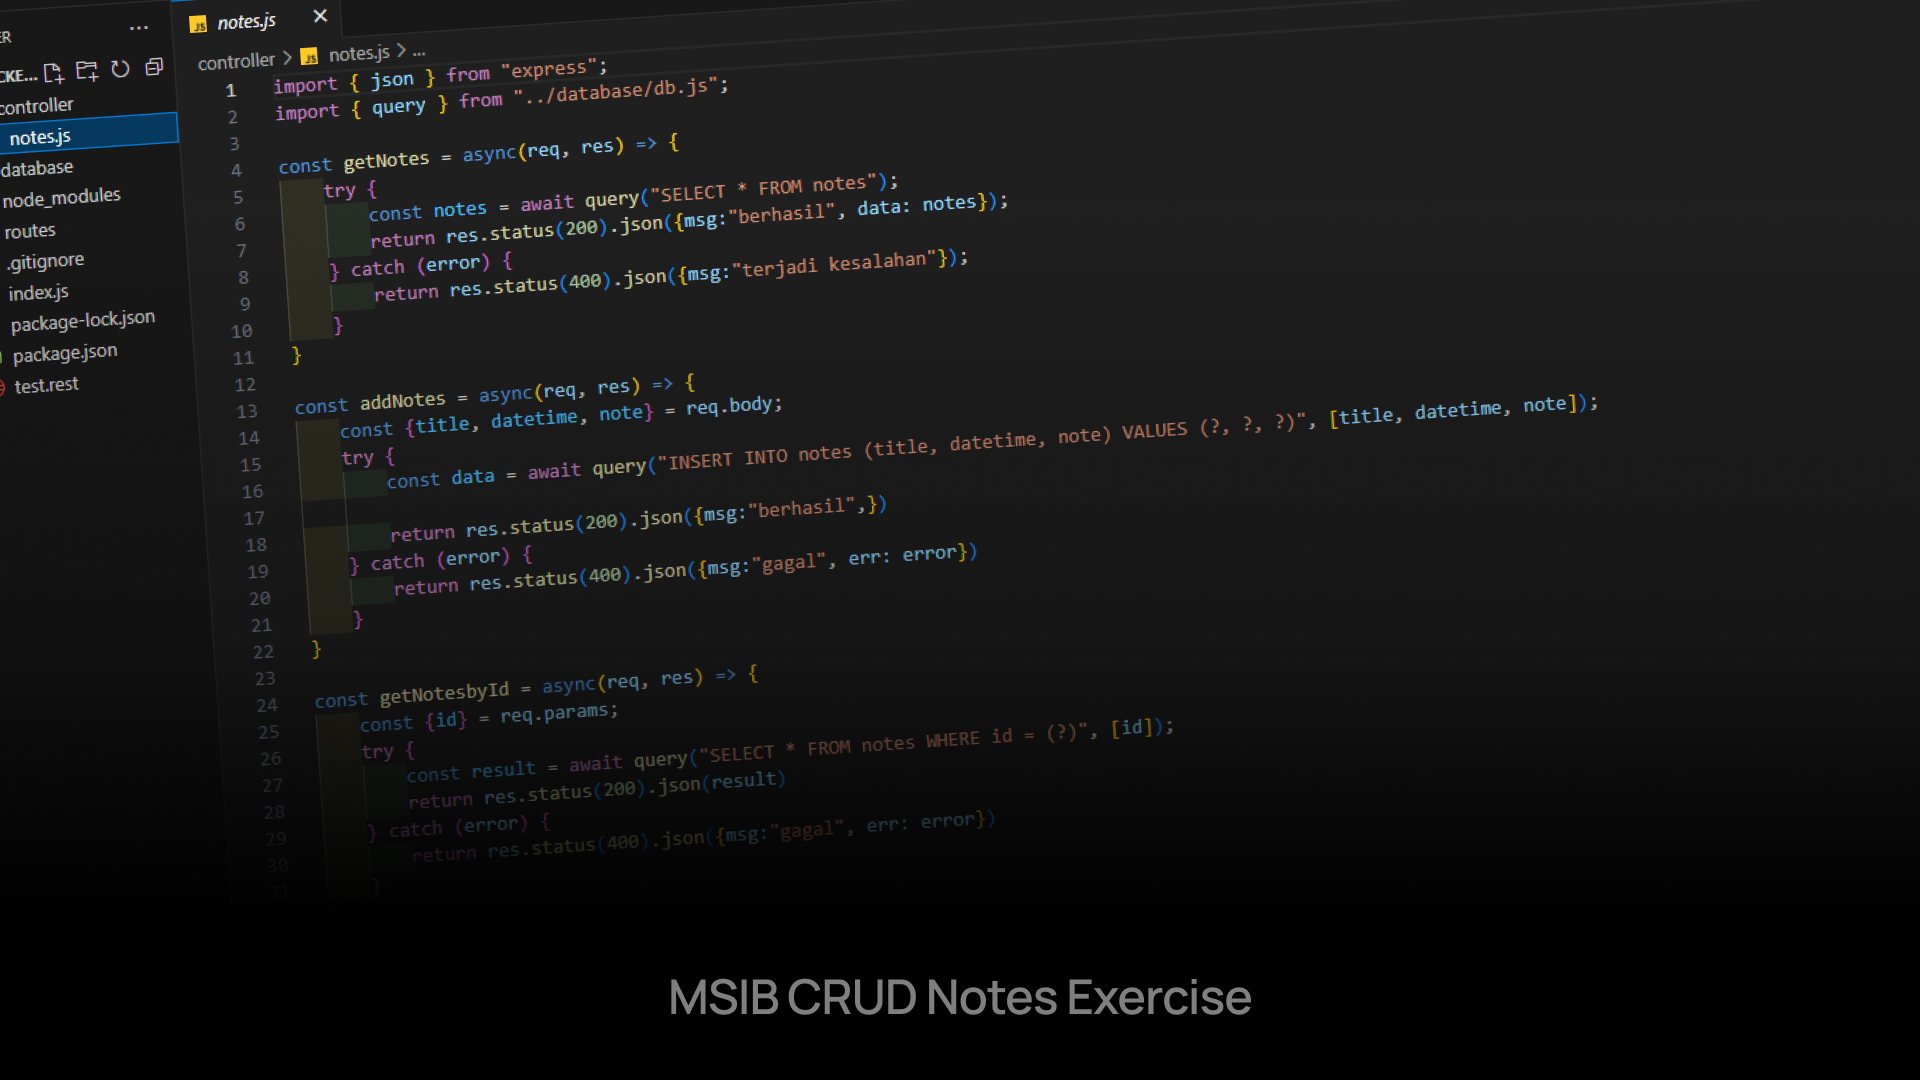 ER
...
CKE...
controller
notes.js
database
node_modules
routes
.gitignore
index.js
package-lock.json
package.json
test.rest
JS notes.js
controller > JS notes.js > ...
1 import { json } from "express";
2 import { query } from "../database/db.js";
3
4 const getNotes = async(req, res) => {
5 try {
6 const notes = await query("SELECT * FROM notes");
7 return res.status(200).json({msg:"berhasil", data: notes});
8 } catch (error) {
9 return res.status(400).json({msg:"terjadi kesalahan"});
10 }
11 }
12
13 const addNotes = async(req, res) => {
14 const {title, datetime, note} = req.body;
15 try {
16 const data = await query("INSERT INTO notes (title, datetime, note) VALUES (?, ?, ?)", [title, datetime, note]);
17
18 return res.status(200).json({msg:"berhasil",})
19 } catch (error) {
20 return res.status(400).json({msg:"gagal", err: error})
21 }
22 }
23
24 const getNotesbyId = async(req, res) => {
25 const {id} = req.params;
26 try {
27 const result = await query("SELECT * FROM notes WHERE id = (?)", [id]);
28 return res.status(200).json(result)
29 } catch (error) {
30 return res.status(400).json({msg:"gagal", err: error})
31 }
MSIB CRUD Notes Exercise